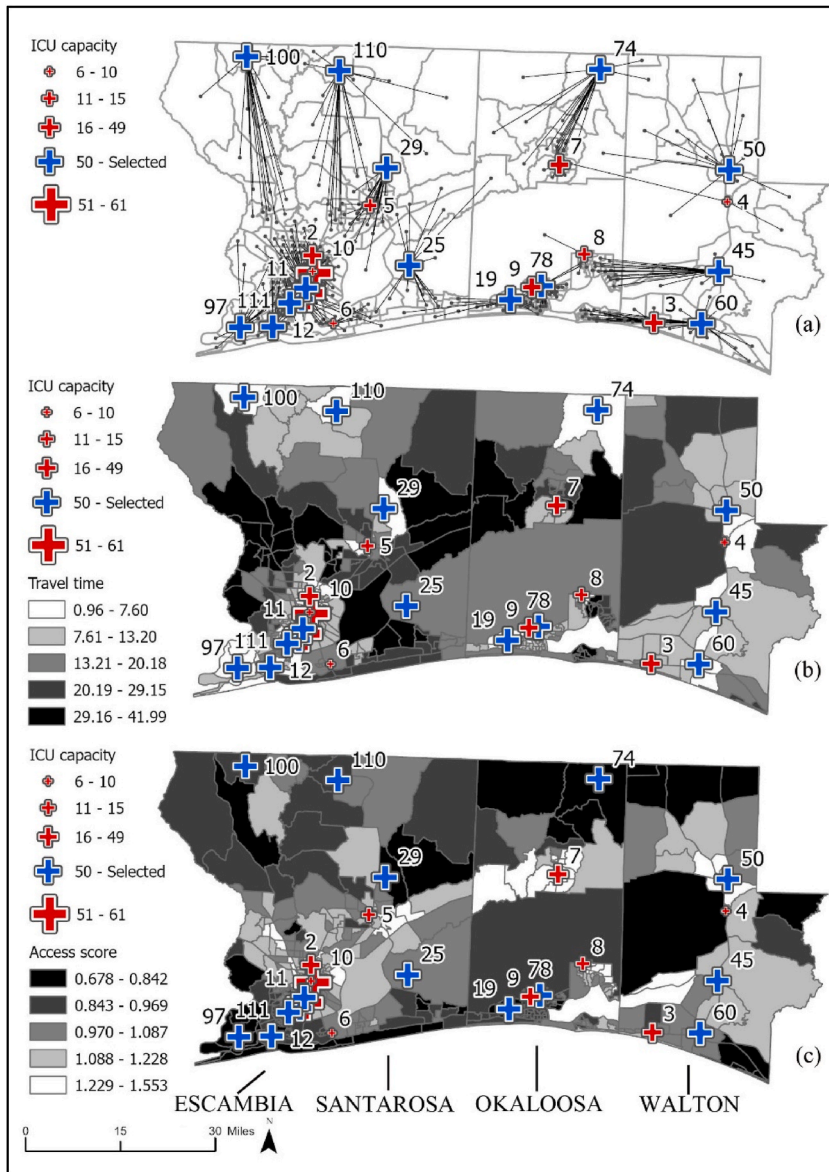 ICU capacity
6 - 10
11 - 15
16 - 49
50 - Selected
51 - 61
100
110
74
29
7
50
5
4
2
10
25
8
45
11
9
78
19
97
111
12
6
3
60
(a)
ICU capacity
6 - 10
11 - 15
16 - 49
50 - Selected
51 - 61
Travel time
0.96 - 7.60
7.61 - 13.20
13.21 - 20.18
20.19 - 29.15
29.16 - 41.99
100
110
74
29
7
50
5
4
2
10
25
8
45
11
9
78
19
97
111
12
6
3
60
(b)
ICU capacity
6 - 10
11 - 15
16 - 49
50 - Selected
51 - 61
Access score
0.678 - 0.842
0.843 - 0.969
0.970 - 1.087
1.088 - 1.228
1.229 - 1.553
100
110
74
29
7
50
5
4
2
10
25
8
45
11
9
78
19
97
111
12
6
3
60
(c)
ESCAMBIA
SANTAROSA
OKALOOSA
WALTON
0 15 30 Miles
N